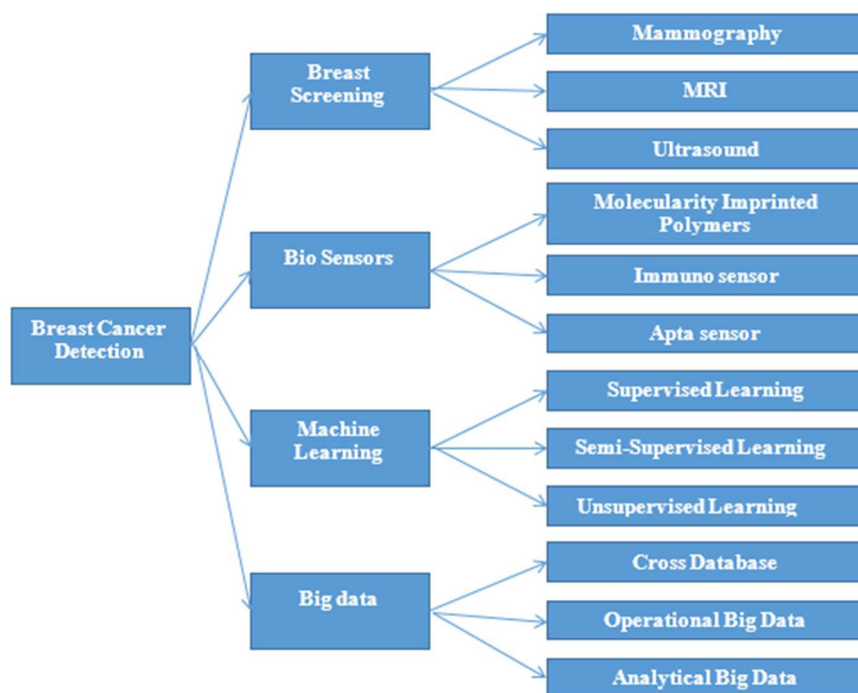 Breast Cancer
Detection
Breast
Screening
Mammography
MRI
Ultrasound
Bio Sensors
Molecularity Imprinted
Polymers
Immuno sensor
Apta sensor
Machine
Learning
Supervised Learning
Semi-Supervised Learning
Unsupervised Learning
Big data
Cross Database
Operational Big Data
Analytical Big Data